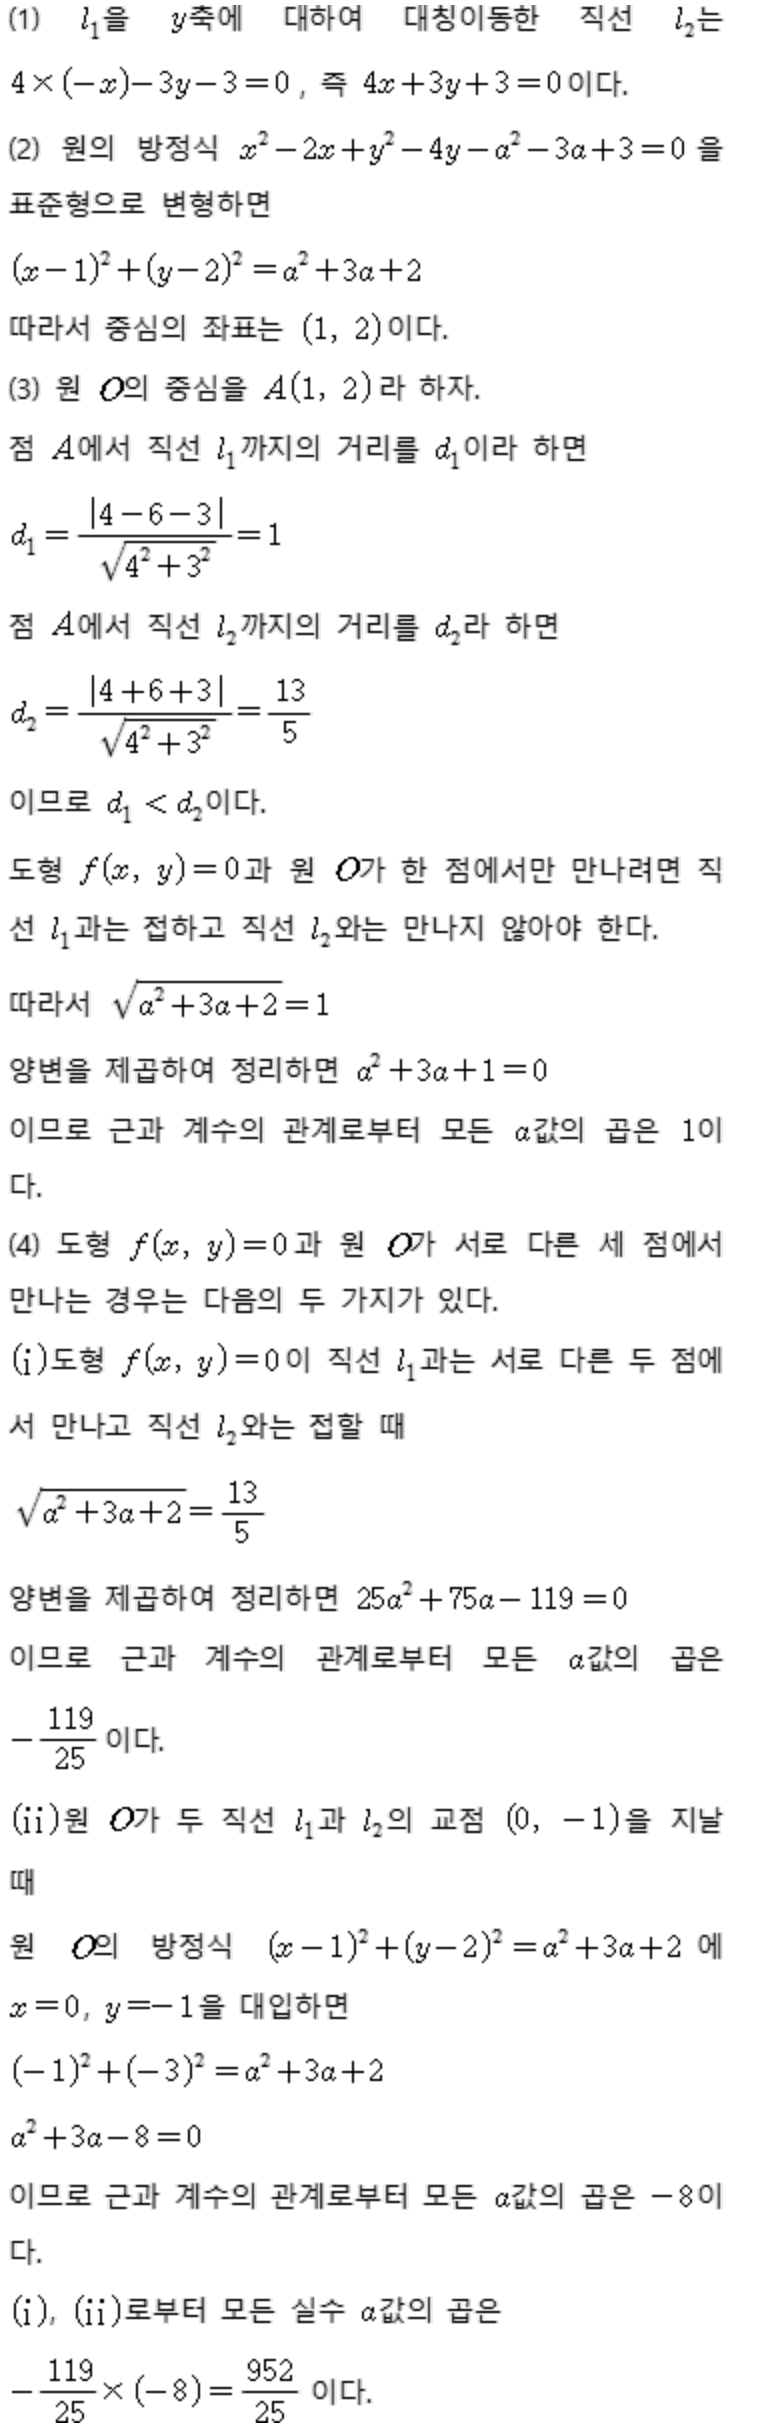 (1) l₁을 y축에 대하여 대칭이동한 직선 l₂는
4×(−x)−3y−3=0, 즉 4x+3y+3=0이다.
(2) 원의 방정식 x²−2x+y²−4y−a²−3a+3=0을
표준형으로 변형하면
(x−1)²+(y−2)²=a²+3a+2
따라서 중심의 좌표는 (1, 2)이다.
(3) 원 O의 중심을 A(1, 2)라 하자.
점 A에서 직선 l₁까지의 거리를 d₁이라 하면
d₁=|4−6−3|/√(4²+3²)=1
점 A에서 직선 l₂까지의 거리를 d₂라 하면
d₂=|4+6+3|/√(4²+3²)=13/5
이므로 d₁<d₂이다.
도형 f(x, y)=0과 원 O가 한 점에서만 만나려면 직
선 l₁과는 접하고 직선 l₂와는 만나지 않아야 한다.
따라서 √(a²+3a+2)=1
양변을 제곱하여 정리하면 a²+3a+1=0
이므로 근과 계수의 관계로부터 모든 a값의 곱은 1이
다.
(4) 도형 f(x, y)=0과 원 O가 서로 다른 세 점에서
만나는 경우는 다음의 두 가지가 있다.
(i)도형 f(x, y)=0이 직선 l₁과는 서로 다른 두 점에
서 만나고 직선 l₂와는 접할 때
√(a²+3a+2)=13/5
양변을 제곱하여 정리하면 25a²+75a−119=0
이므로 근과 계수의 관계로부터 모든 a값의 곱은
−119/25이다.
(ii)원 O가 두 직선 l₁과 l₂의 교점 (0, −1)을 지날
때
원 O의 방정식 (x−1)²+(y−2)²=a²+3a+2에
x=0, y=−1을 대입하면
(−1)²+(−3)²=a²+3a+2
a²+3a−8=0
이므로 근과 계수의 관계로부터 모든 a값의 곱은 −8이
다.
(i), (ii)로부터 모든 실수 a값의 곱은
−119/25×(−8)=952/25 이다.